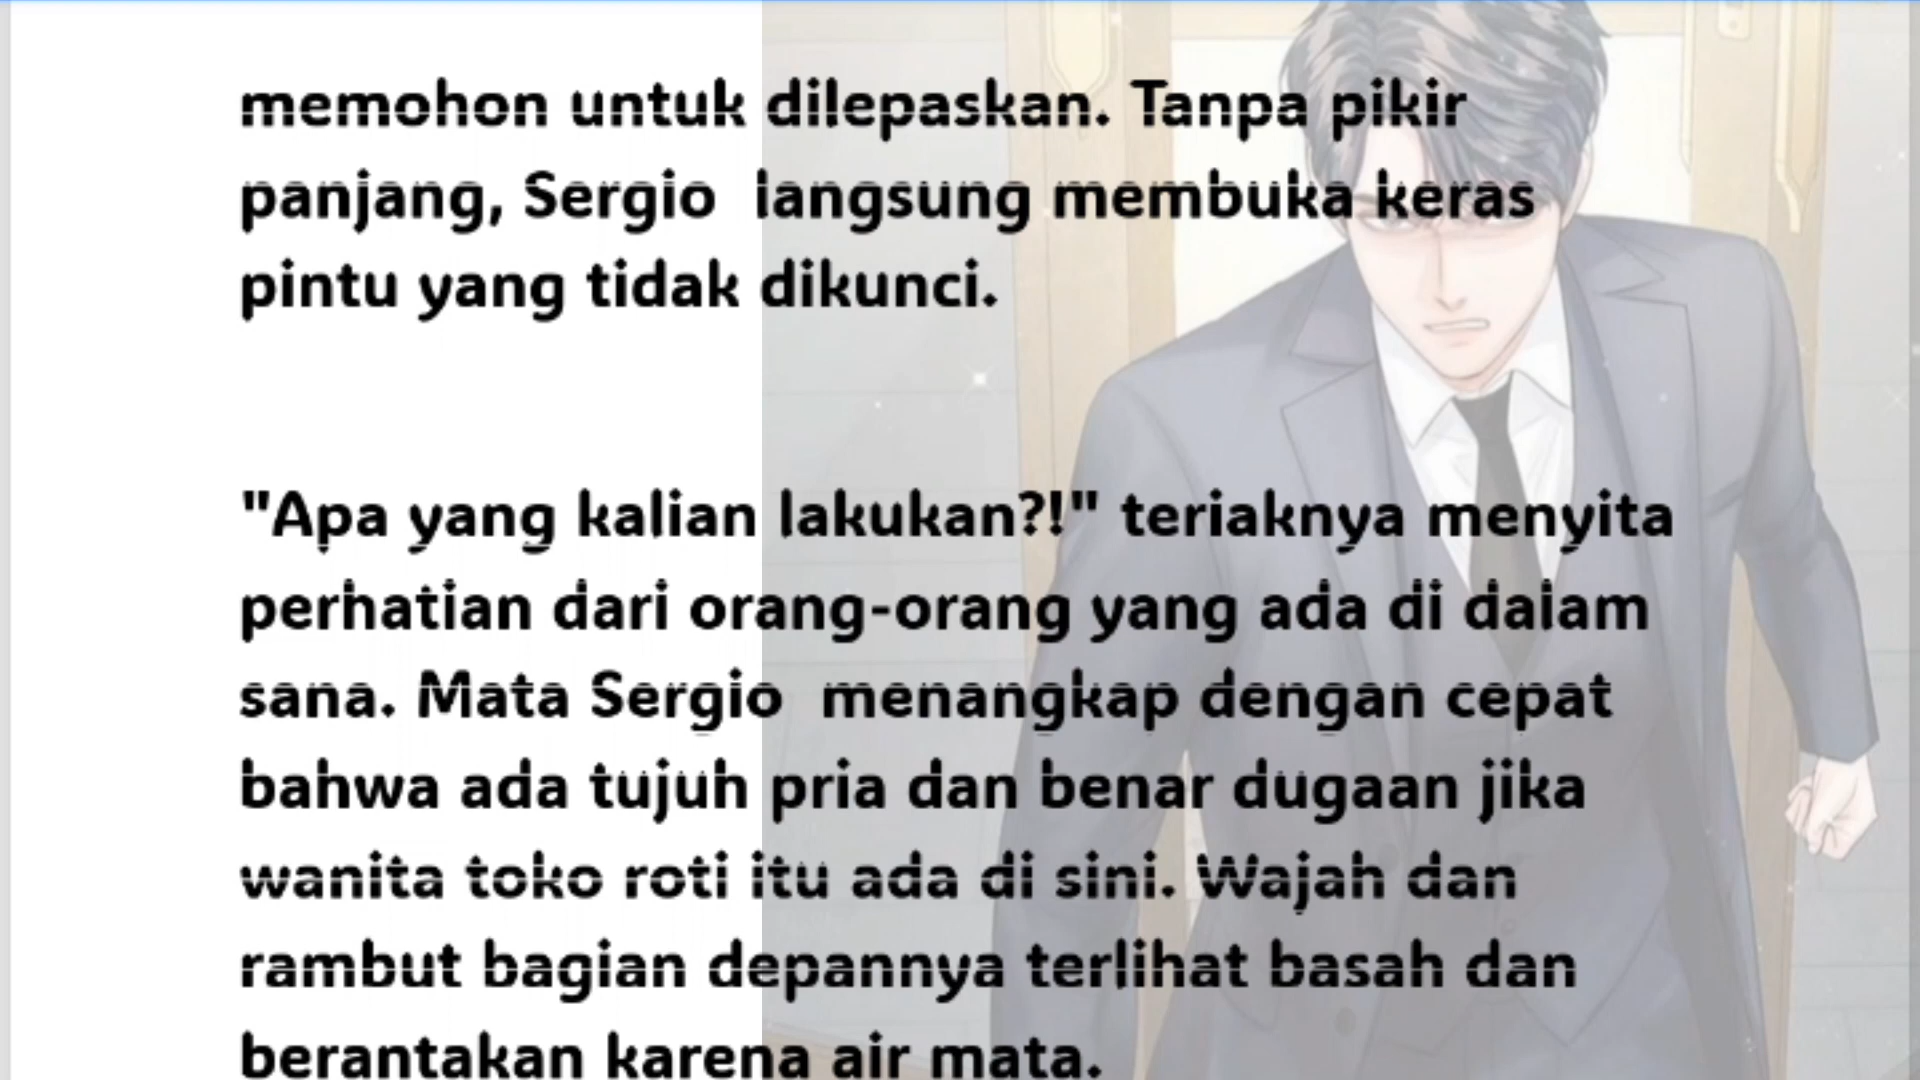 memohon untuk dilepaskan. Tanpa pikir
panjang, Sergio langsung membuka keras
pintu yang tidak dikunci.
"Apa yang kalian lakukan?!" teriaknya menyita
perhatian dari orang-orang yang ada di dalam
sana. Mata Sergio menangkap dengan cepat
bahwa ada tujuh pria dan benar dugaan jika
wanita toko roti itu ada di sini. Wajah dan
rambut bagian depannya terlihat basah dan
berantakan karena air mata.